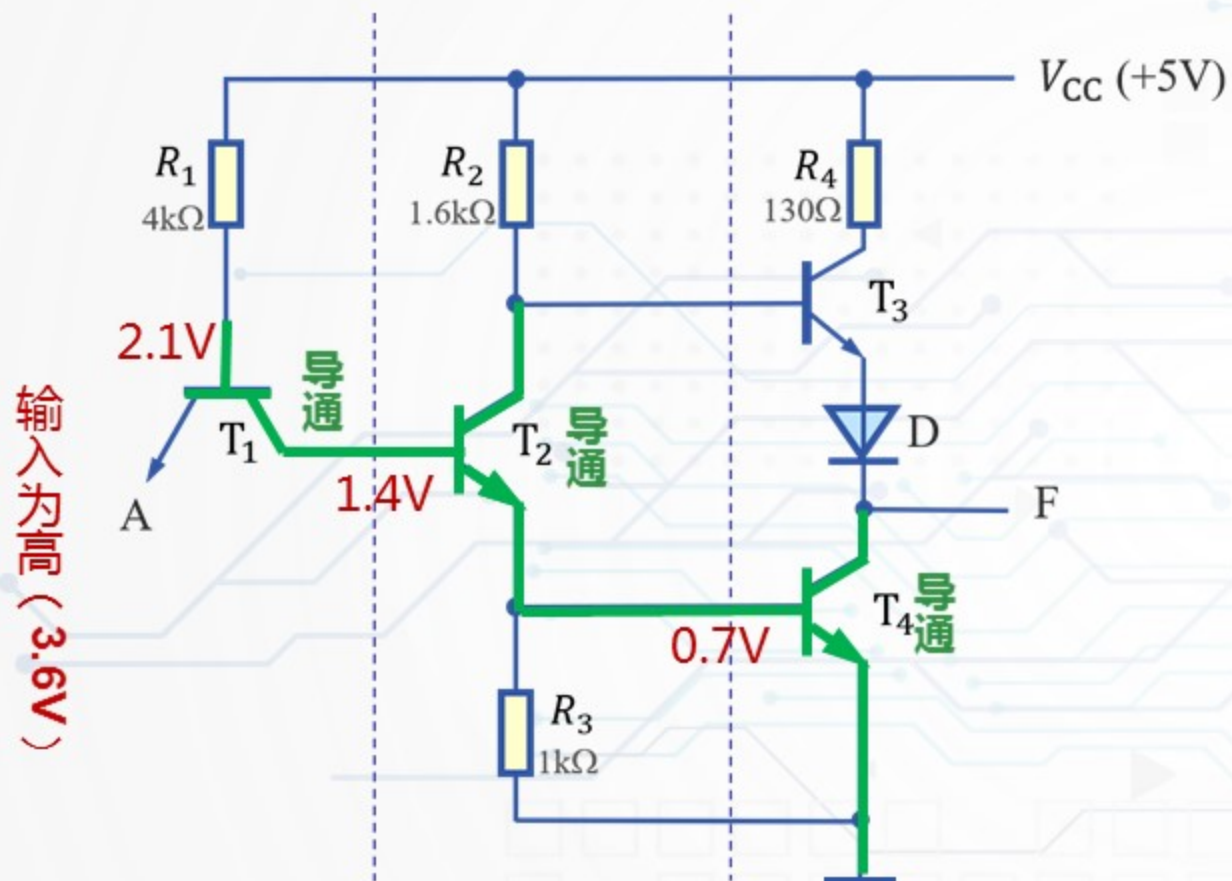 V_CC (+5V)
R₁
4kΩ
R₂
1.6kΩ
R₄
130Ω
T₃
2.1V
导通
T₁
T₂
导通
D
1.4V
A
F
输入为高（3.6V）
T₄
导通
0.7V
R₃
1kΩ